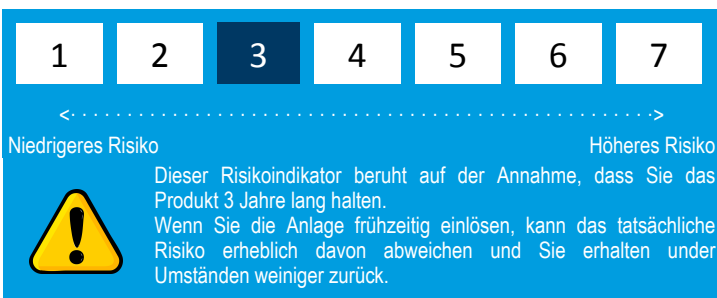 1 2 3 4 5 6 7
<· · · · · · · · · · · · · · · · · · · · · · · · · · · · · · · · · · · · · · · · · · · · · · · · · · · ·>
Niedrigeres Risiko Höheres Risiko
Dieser Risikoindikator beruht auf der Annahme, dass Sie das
Produkt 3 Jahre lang halten.
Wenn Sie die Anlage frühzeitig einlösen, kann das tatsächliche
Risiko erheblich davon abweichen und Sie erhalten under
Umständen weiniger zurück.